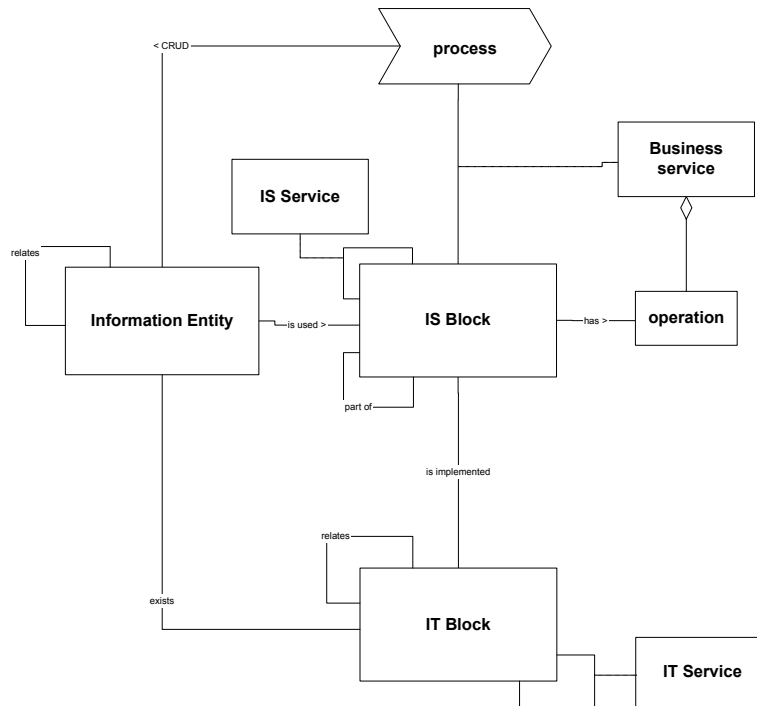 < CRUD
process
Business
service
IS Service
relates
Information Entity
is used >
IS Block
has >
operation
part of
is implemented
relates
exists
IT Block
IT Service